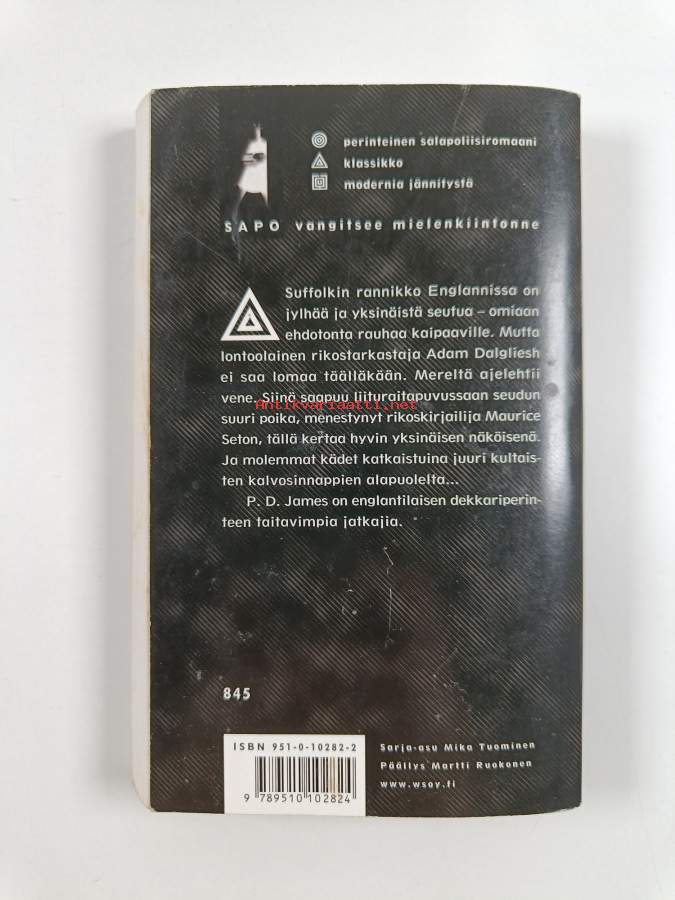 perinteinen salapoliisiromaani
klassikko
modernia jännitystä
SAPO vangitsee mielenkiintonne
Suffolkin rannikko Englannissa on
jylhää ja yksinäistä seutua – omiaan
ehdotonta rauhaa kaipaaville. Mutta
lontoolainen rikostarkastaja Adam Dalgliesh
ei saa lomaa täälläkään. Mereltä ajelehtii
vene. Siinä saapuu liituraitapuvussaan seudun
Antikvariaatti.net
suuri poika, menestynyt rikoskirjailija Maurice
Seton, tällä kertaa hyvin yksinäisen näköisenä.
Ja molemmat kädet katkaistuina juuri kultais-
ten kalvosinnappien alapuolelta...
P. D. James on englantilaisen dekkariperin-
teen taitavimpia jatkajia.
845
ISBN 951-0-10282-2
9 789510 102824
Sarja-asu Mika Tuominen
Päällys Martti Ruokonen
www.wsoy.fi